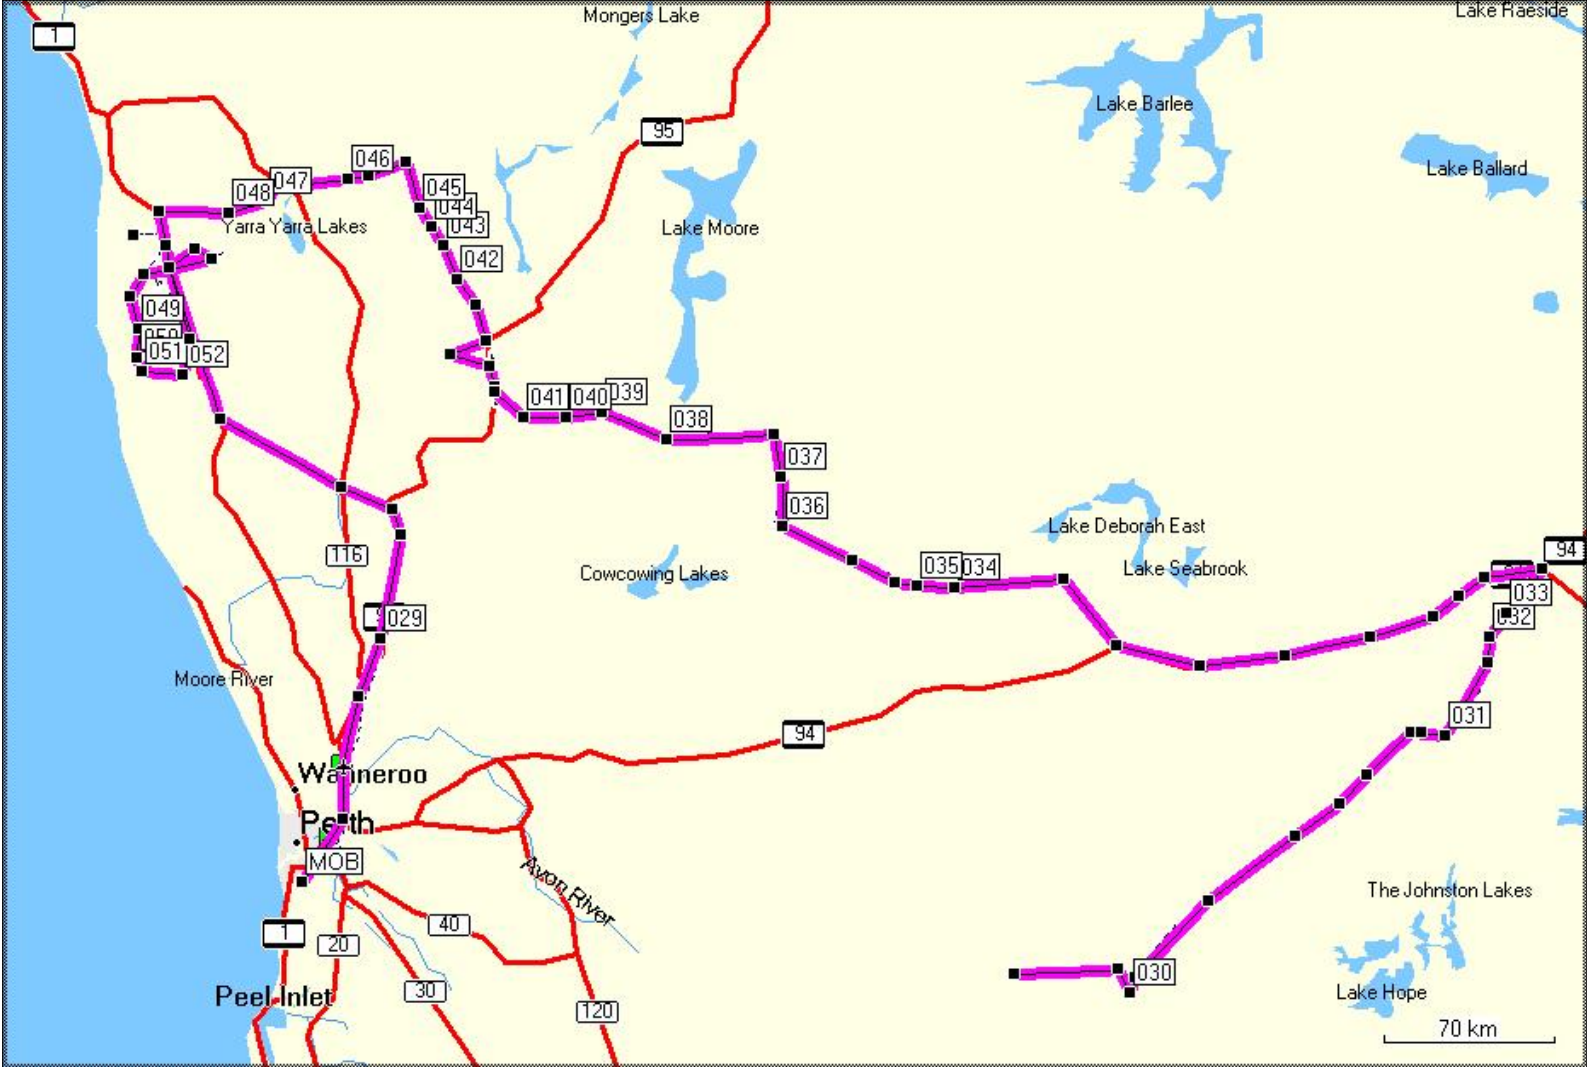 Mongers Lake
Lake Raeside
1
95
Lake Barlee
046
047
048
045
044
043
042
Lake Ballard
Yarra Yarra Lakes
Lake Moore
049
050
051
052
041
040
039
038
037
036
Lake Deborah East
Lake Seabrook
94
116
Cowcowing Lakes
035
034
033
032
029
Moore River
031
94
Wanneroo
Perth
MOB
Avon River
The Johnston Lakes
40
1
20
30
120
Peel Inlet
030
Lake Hope
70 km